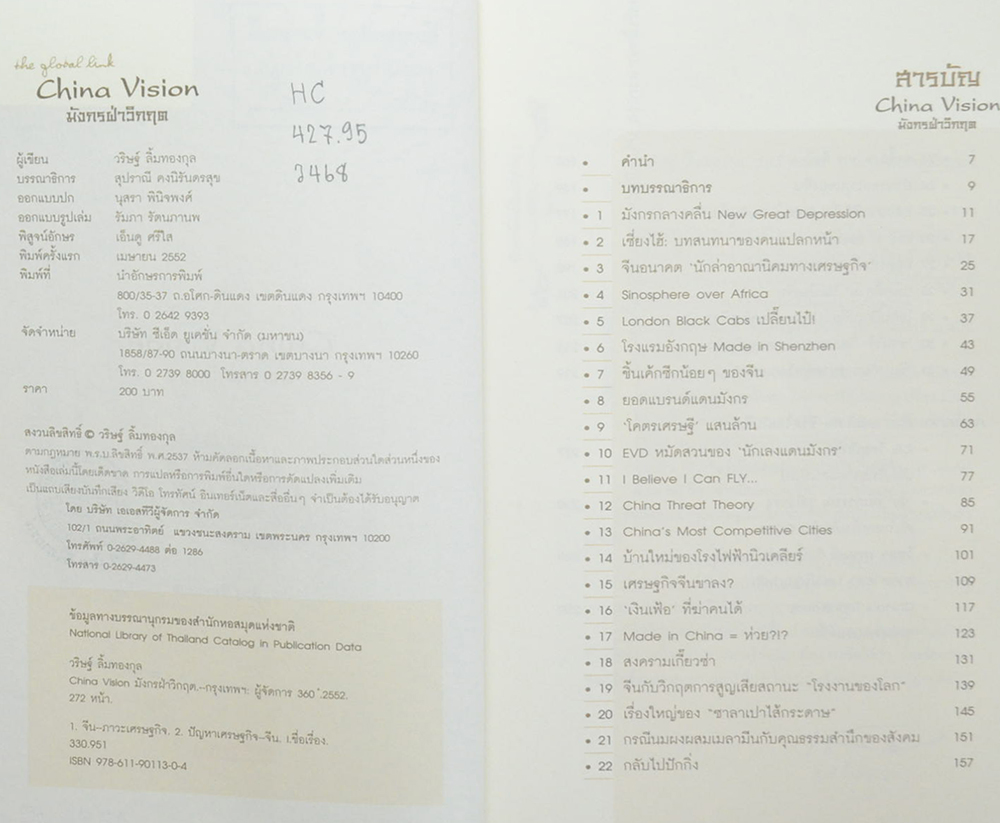 the global link
China Vision
มังกรฝ่าวิกฤต
HC
427.95
ว468
ผู้เขียน วริษฐ์ ลิ้มทองกุล
บรรณาธิการ สุปราณี คงนิรันดรสุข
ออกแบบปก นุสรา พินิจพงศ์
ออกแบบรูปเล่ม รัมภา รัตนภานพ
พิสูจน์อักษร เอ็นดู ศรีใส
พิมพ์ครั้งแรก เมษายน 2552
พิมพ์ที่ นำอักษรการพิมพ์
800/35-37 ถ.อโศก-ดินแดง เขตดินแดง กรุงเทพฯ 10400
โทร. 0 2642 9393
จัดจำหน่าย บริษัท ซีเอ็ด ยูเคชั่น จำกัด (มหาชน)
1858/87-90 ถนนบางนา-ตราด เขตบางนา กรุงเทพฯ 10260
โทร. 0 2739 8000 โทรสาร 0 2739 8356 - 9
ราคา 200 บาท
สงวนลิขสิทธิ์ © วริษฐ์ ลิ้มทองกุล
ตามกฎหมาย พ.ร.บ.ลิขสิทธิ์ พ.ศ.2537 ห้ามคัดลอกเนื้อหาและภาพประกอบส่วนใดส่วนหนึ่งของ
หนังสือเล่มนี้โดยเด็ดขาด การแปลหรือการพิมพ์อื่นใดหรือการดัดแปลงเพิ่มเติม
เป็นแถบเสียงบันทึกเสียง วิดีโอ โทรทัศน์ อินเทอร์เน็ตและสื่ออื่นๆ จำเป็นต้องได้รับอนุญาต
โดย บริษัท เอเอสทีวีผู้จัดการ จำกัด
102/1 ถนนพระอาทิตย์ แขวงชนะสงคราม เขตพระนคร กรุงเทพฯ 10200
โทรศัพท์ 0-2629-4488 ต่อ 1286
โทรสาร 0-2629-4473
ข้อมูลทางบรรณานุกรมของสำนักหอสมุดแห่งชาติ
National Library of Thailand Catalog in Publication Data
วริษฐ์ ลิ้มทองกุล
China Vision มังกรฝ่าวิกฤต.--กรุงเทพฯ: ผู้จัดการ 360˚.2552.
272 หน้า.
1. จีน--ภาวะเศรษฐกิจ. 2. ปัญหาเศรษฐกิจ--จีน. I.ชื่อเรื่อง.
330.951
ISBN 978-611-90113-0-4
สารบัญ
China Vision
มังกรฝ่าวิกฤต
• คำนำ 7
• บทบรรณาธิการ 9
• 1 มังกรกลางคลื่น New Great Depression 11
• 2 เซี่ยงไฮ้: บทสนทนาของคนแปลกหน้า 17
• 3 จีนอนาคต 'นักล่าอาณานิคมทางเศรษฐกิจ' 25
• 4 Sinosphere over Africa 31
• 5 London Black Cabs เปลี๊ยนไป๋! 37
• 6 โรงแรมอังกฤษ Made in Shenzhen 43
• 7 ชิ้นเค้กซีกน้อยๆ ของจีน 49
• 8 ยอดแบรนด์แดนมังกร 55
• 9 'โคตรเศรษฐี' แสนล้าน 63
• 10 EVD หมัดสวนของ 'นักเลงแดนมังกร' 71
• 11 I Believe I Can FLY... 77
• 12 China Threat Theory 85
• 13 China's Most Competitive Cities 91
• 14 บ้านใหม่ของโรงไฟฟ้านิวเคลียร์ 101
• 15 เศรษฐกิจจีนขาลง? 109
• 16 'เงินเฟ้อ' ที่ฆ่าคนได้ 117
• 17 Made in China = ห่วย?!? 123
• 18 สงครามเกี๊ยวซ่า 131
• 19 จีนกับวิกฤตการสูญเสียสถานะ "โรงงานของโลก" 139
• 20 เรื่องใหญ่ของ "ซาลาเปาไส้กระดาษ" 145
• 21 กรณีนมผงผสมเมลามีนกับคุณธรรมสำนึกของสังคม 151
• 22 กลับไปปักกิ่ง 157